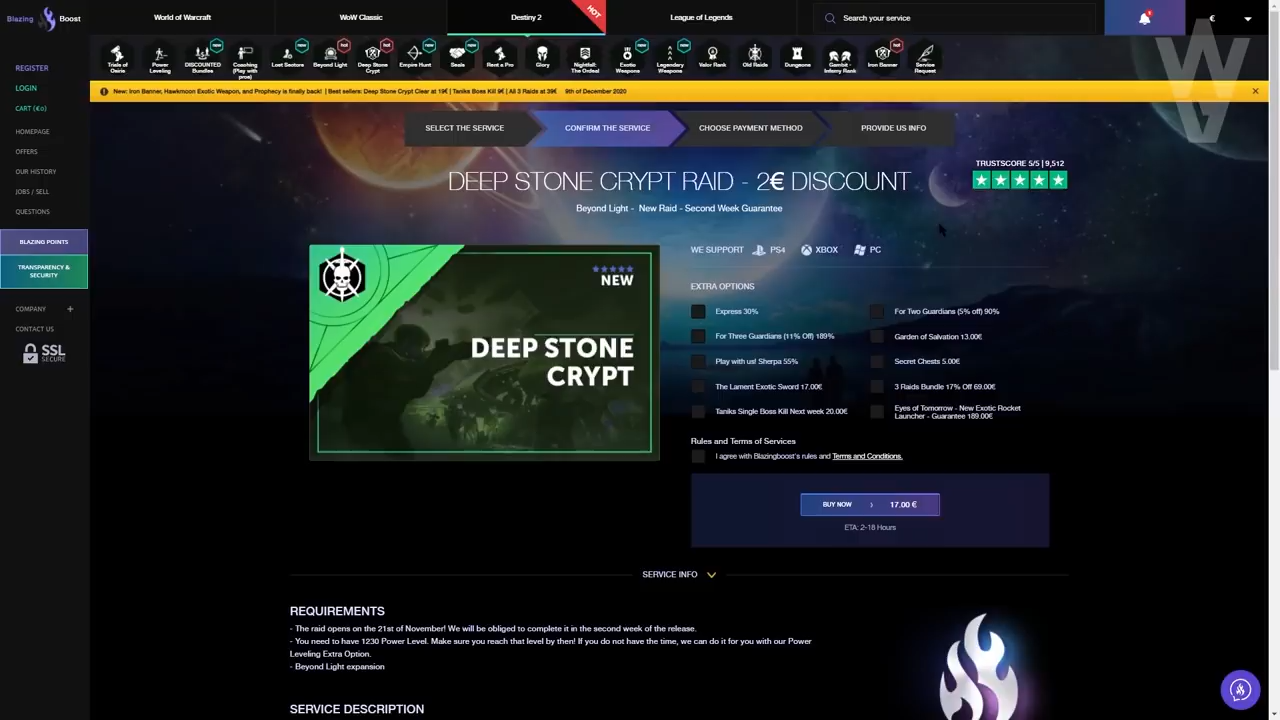 Blazing Boost
World of Warcraft
WoW Classic
Destiny 2
HOT
League of Legends
Search your service
€
REGISTER
LOGIN
CART (€0)
HOMEPAGE
OFFERS
OUR HISTORY
JOBS / SELL
QUESTIONS
BLAZING POINTS
TRANSPARENCY &
SECURITY
COMPANY +
CONTACT US
SSL
SECURE
Trials of
Osiris
Power
Leveling
new
DISCOUNTED
Bundles
Coaching
(Play with
pros)
new
Lost Sectors
hot
Beyond Light
hot
Deep Stone
Crypt
new
Empire Hunt
new
Seals
Rent a Pro
Glory
Nightfall:
The Ordeal
new
Exotic
Weapons
new
Legendary
Weapons
Valor Rank
Old Raids
Dungeons
Gambit -
Infamy Rank
hot
Iron Banner
Service
Request
New: Iron Banner, Hawkmoon Exotic Weapon, and Prophecy is finally back! | Best sellers: Deep Stone Crypt Clear at 19€ | Taniks Boss Kill 9€ | All 3 Raids at 39€ 9th of December 2020
SELECT THE SERVICE
CONFIRM THE SERVICE
CHOOSE PAYMENT METHOD
PROVIDE US INFO
DEEP STONE CRYPT RAID - 2€ DISCOUNT
Beyond Light - New Raid - Second Week Guarantee
TRUSTSCORE 5/5 | 9,512
NEW
DEEP STONE
CRYPT
WE SUPPORT PS4 XBOX PC
EXTRA OPTIONS
Express 30%
For Two Guardians (5% off) 90%
For Three Guardians (11% Off) 189%
Garden of Salvation 13.00€
Play with us! Sherpa 55%
Secret Chests 5.00€
The Lament Exotic Sword 17.00€
3 Raids Bundle 17% Off 69.00€
Taniks Single Boss Kill Next week 20.00€
Eyes of Tomorrow - New Exotic Rocket
Launcher - Guarantee 189.00€
Rules and Terms of Services
I agree with Blazingboost's rules and Terms and Conditions.
BUY NOW 17.00 €
ETA: 2-18 Hours
SERVICE INFO
REQUIREMENTS
- The raid opens on the 21st of November! We will be obliged to complete it in the second week of the release.
- You need to have 1230 Power Level. Make sure you reach that level by then! If you do not have the time, we can do it for you with our Power
Leveling Extra Option.
- Beyond Light expansion
SERVICE DESCRIPTION